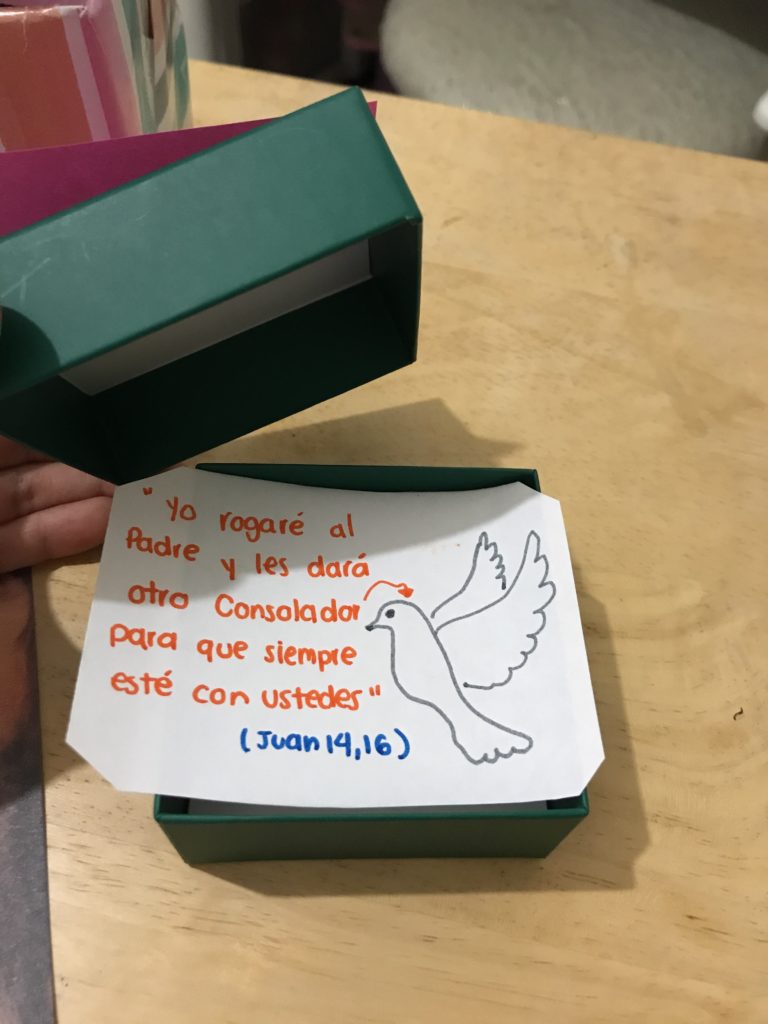 "Yo rogaré al
Padre y les dará
otro Consolador
para que siempre
esté con ustedes"
(Juan 14,16)